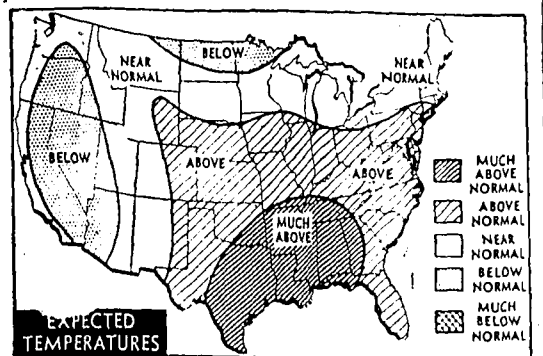 NEAR
NORMAL
BELOW
NEAR
NORMAL
BELOW
ABOVE
ABOVE
MUCH
ABOVE
MUCH
ABOVE
NORMAL
ABOVE
NORMAL
NEAR
NORMAL
BELOW
NORMAL
MUCH
BELOW
NORMAL
EXPECTED
TEMPERATURES